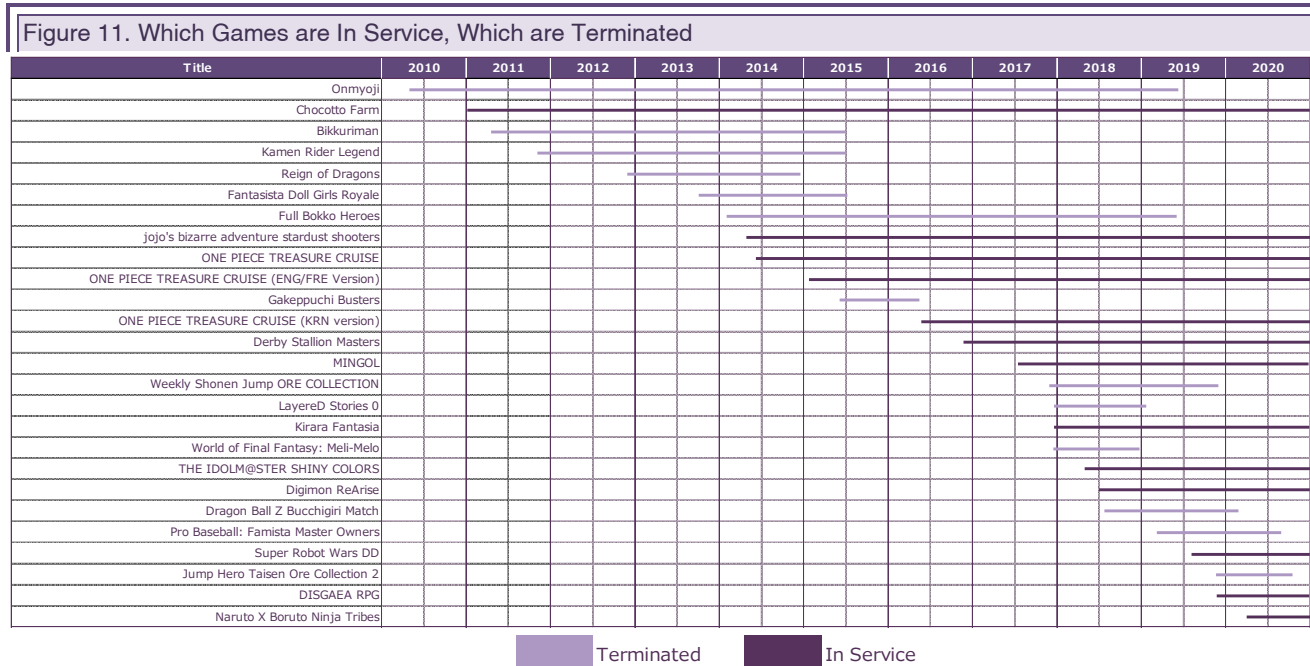 Figure 11. Which Games are In Service, Which are Terminated
Title 2010 2011 2012 2013 2014 2015 2016 2017 2018 2019 2020
Onmyoji
Chocotto Farm
Bikkuriman
Kamen Rider Legend
Reign of Dragons
Fantasista Doll Girls Royale
Full Bokko Heroes
jojo's bizarre adventure stardust shooters
ONE PIECE TREASURE CRUISE
ONE PIECE TREASURE CRUISE (ENG/FRE Version)
Gakeppuchi Busters
ONE PIECE TREASURE CRUISE (KRN version)
Derby Stallion Masters
MINGOL
Weekly Shonen Jump ORE COLLECTION
LayereD Stories 0
Kirara Fantasia
World of Final Fantasy: Meli-Melo
THE IDOLM@STER SHINY COLORS
Digimon ReArise
Dragon Ball Z Bucchigiri Match
Pro Baseball: Famista Master Owners
Super Robot Wars DD
Jump Hero Taisen Ore Collection 2
DISGAEA RPG
Naruto X Boruto Ninja Tribes
Terminated In Service